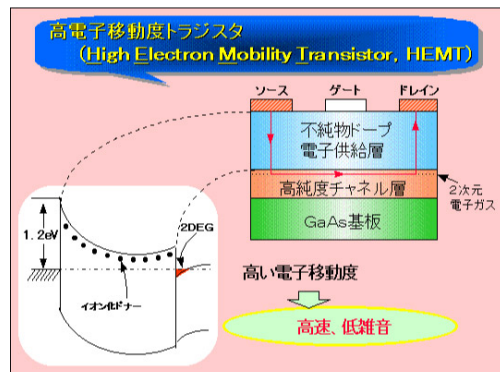 高電子移動度トラジスタ
(High Electron Mobility Transistor, HEMT)
ソース
ゲート
ドレイン
不純物ドープ
電子供給層
高純度チャネル層
GaAs基板
2次元
電子ガス
1.2eV
2DEG
イオン化ドナー
高い電子移動度
高速、低雑音